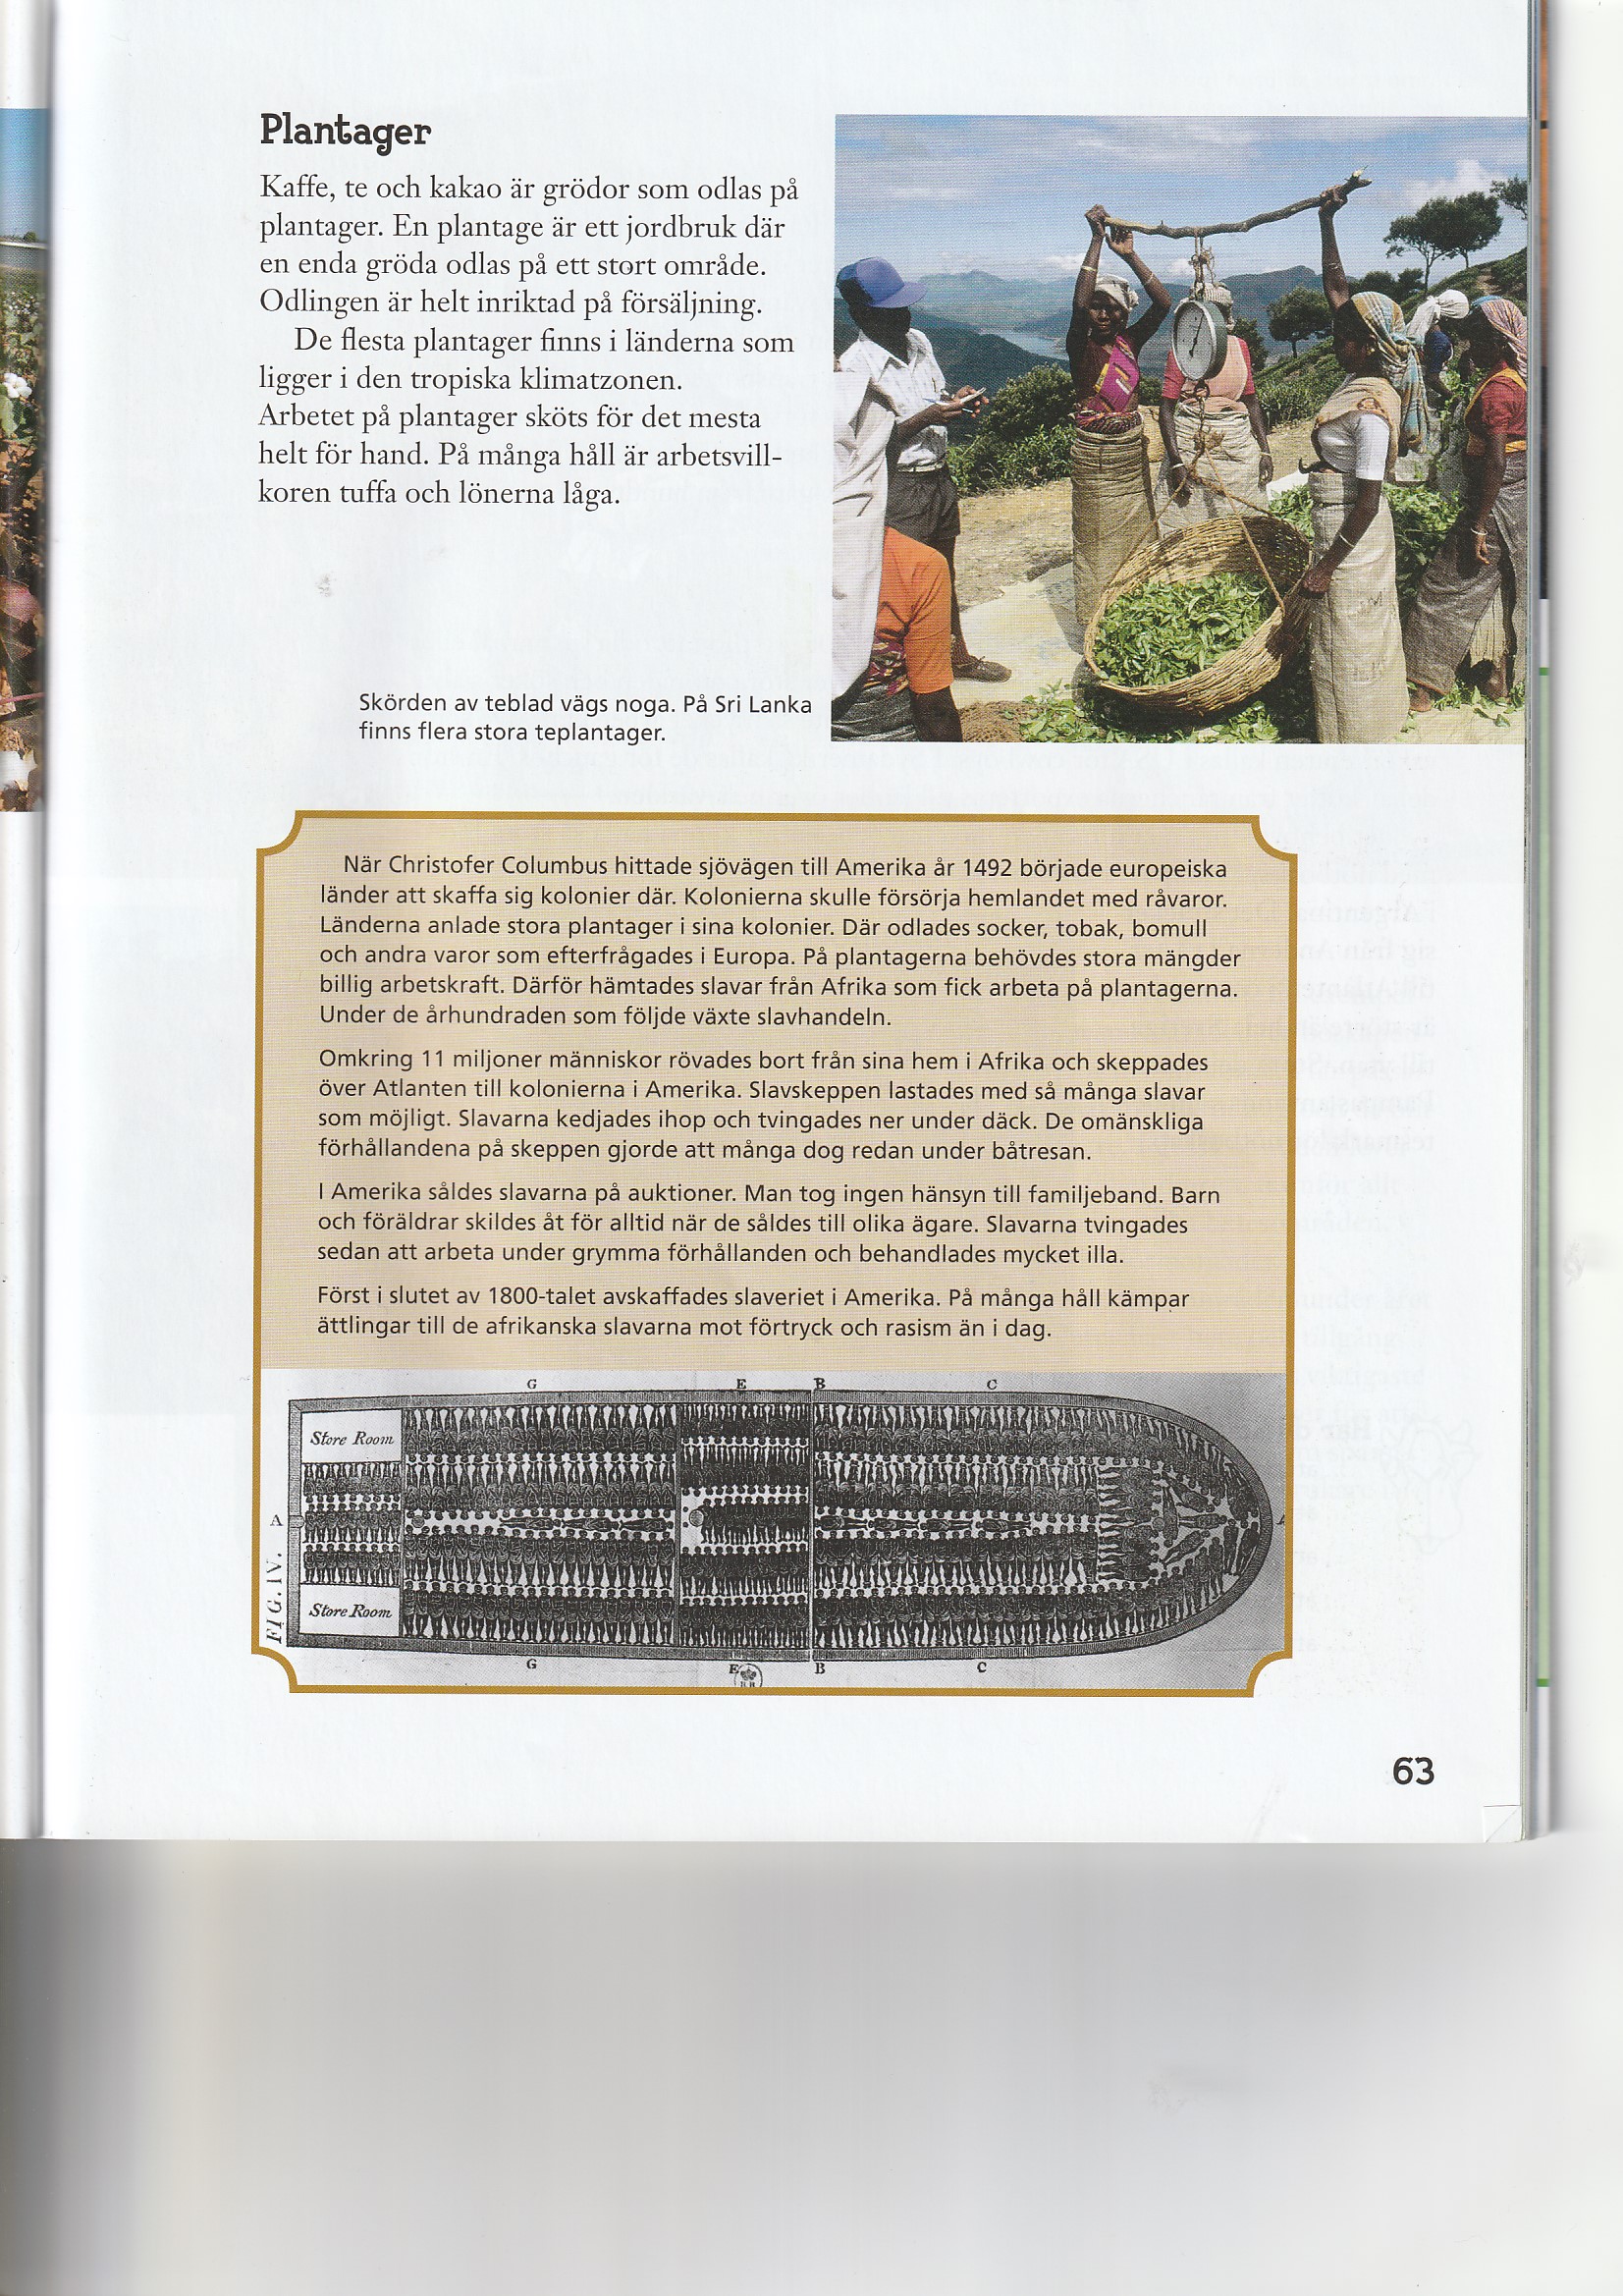 Plantager
Kaffe, te och kakao är grödor som odlas på
plantager. En plantage är ett jordbruk där
en enda gröda odlas på ett stort område.
Odlingen är helt inriktad på försäljning.
De flesta plantager finns i länderna som
ligger i den tropiska klimatzonen.
Arbetet på plantager sköts för det mesta
helt för hand. På många håll är arbetsvill-
koren tuffa och lönerna låga.
Skörden av teblad vägs noga. På Sri Lanka
finns flera stora teplantager.
När Christofer Columbus hittade sjövägen till Amerika år 1492 började europeiska
länder att skaffa sig kolonier där. Kolonierna skulle försörja hemlandet med råvaror.
Länderna anlade stora plantager i sina kolonier. Där odlades socker, tobak, bomull
och andra varor som efterfrågades i Europa. På plantagerna behövdes stora mängder
billig arbetskraft. Därför hämtades slavar från Afrika som fick arbeta på plantagerna.
Under de århundraden som följde växte slavhandeln.
Omkring 11 miljoner människor rövades bort från sina hem i Afrika och skeppades
över Atlanten till kolonierna i Amerika. Slavskeppen lastades med så många slavar
som möjligt. Slavarna kedjades ihop och tvingades ner under däck. De omänskliga
förhållandena på skeppen gjorde att många dog redan under båtresan.
I Amerika såldes slavarna på auktioner. Man tog ingen hänsyn till familjeband. Barn
och föräldrar skildes åt för alltid när de såldes till olika ägare. Slavarna tvingades
sedan att arbeta under grymma förhållanden och behandlades mycket illa.
Först i slutet av 1800-talet avskaffades slaveriet i Amerika. På många håll kämpar
ättlingar till de afrikanska slavarna mot förtryck och rasism än i dag.
G E B C
Store Room
A
FIG. IV.
Store Room
G E B C
63